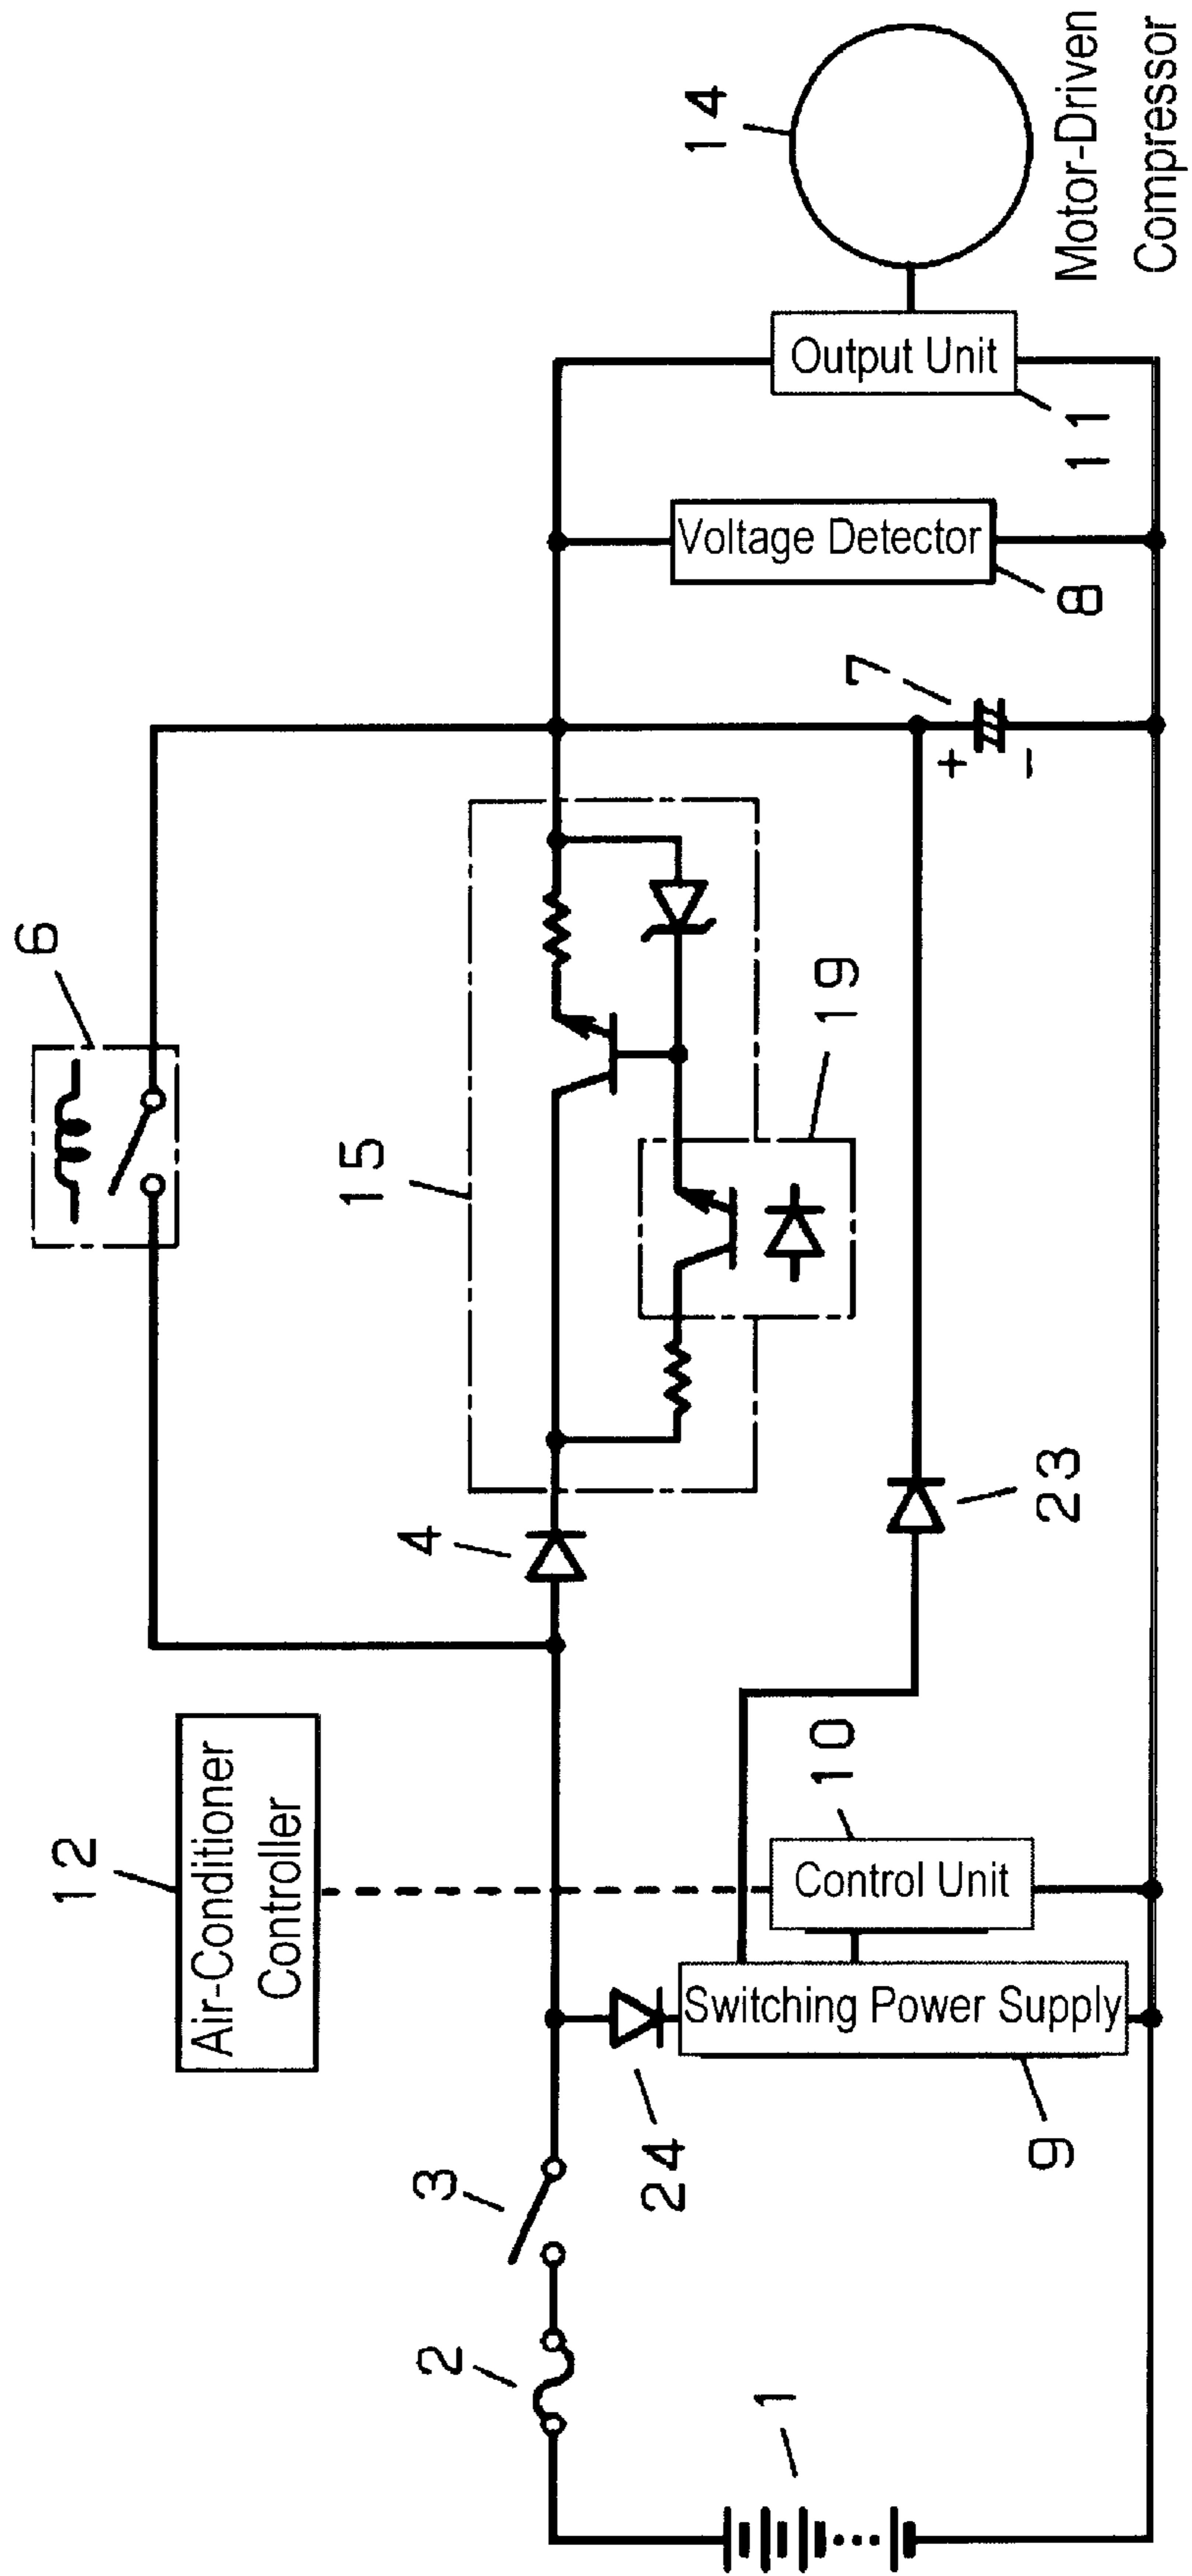 6
12
Air-Conditioner
Controller
15
4
3
2
14
Motor-Driven
Compressor
Output Unit
11
Voltage Detector
8
7
+
−
19
23
10
Control Unit
Switching Power Supply
24
9
1